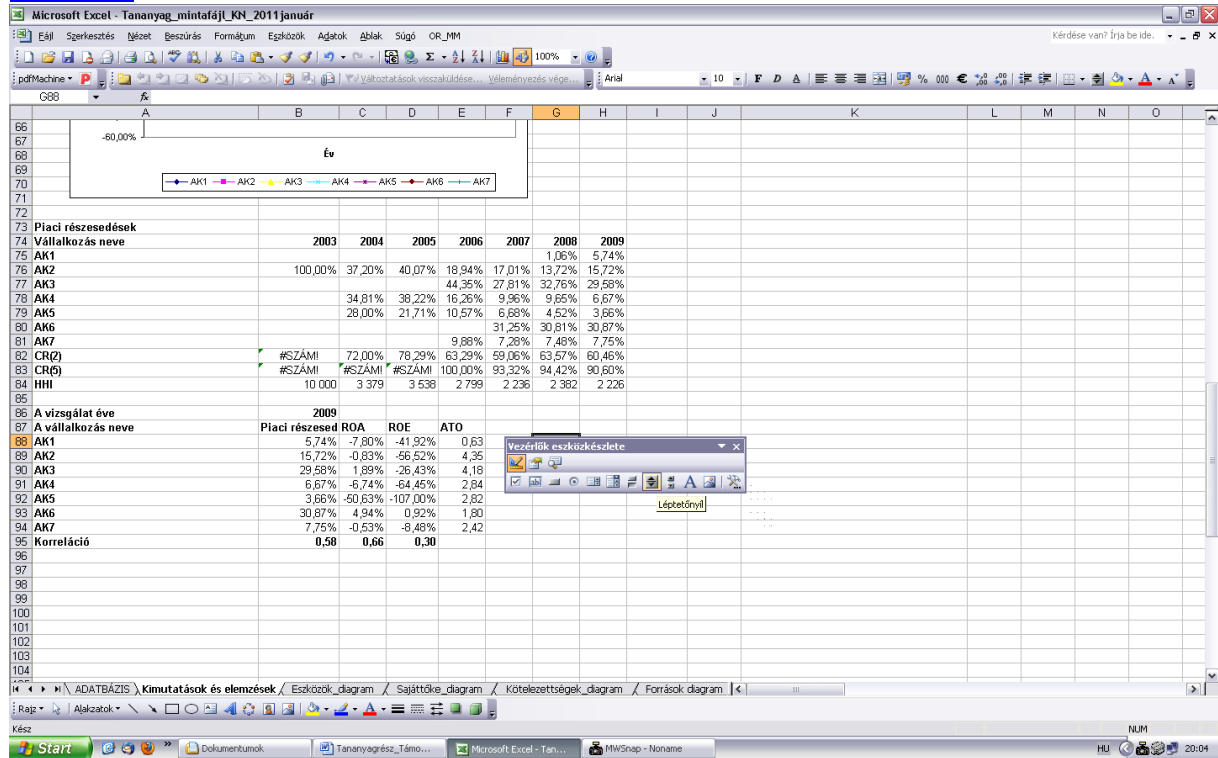 Microsoft Excel - Tananyag_mintafájl_KN_2011január
Fájl Szerkesztés Nézet Beszúrás Formátum Eszközök Adatok Ablak Súgó OR_MM Kérdése van? Írja be ide.
100%
pdfMachine Változtatások visszaküldése... Véleményezés vége... Arial 10 F D A % 000 €
G88 fx
A B C D E F G H I J K L M N O
66
67 -60,00%
68 Év
69
70 AK1 AK2 AK3 AK4 AK5 AK6 AK7
71
72
73 Piaci részesedések
74 Vállalkozás neve 2003 2004 2005 2006 2007 2008 2009
75 AK1 1,06% 5,74%
76 AK2 100,00% 37,20% 40,07% 18,94% 17,01% 13,72% 15,72%
77 AK3 44,35% 27,81% 32,76% 29,58%
78 AK4 34,81% 38,22% 16,26% 9,96% 9,65% 6,67%
79 AK5 28,00% 21,71% 10,57% 6,68% 4,52% 3,66%
80 AK6 31,25% 30,81% 30,87%
81 AK7 9,88% 7,28% 7,48% 7,75%
82 CR(2) #SZÁM! 72,00% 78,29% 63,29% 59,06% 63,57% 60,46%
83 CR(5) #SZÁM! #SZÁM! #SZÁM! 100,00% 93,32% 94,42% 90,60%
84 HHI 10 000 3 379 3 538 2 799 2 236 2 382 2 226
85
86 A vizsgálat éve 2009
87 A vállalkozás neve Piaci részesed ROA ROE ATO
88 AK1 5,74% -7,80% -41,92% 0,63
89 AK2 15,72% -0,83% -56,52% 4,35
90 AK3 29,58% 1,89% -26,43% 4,18
91 AK4 6,67% -6,74% -64,45% 2,84
92 AK5 3,66% -50,63% -107,00% 2,82
93 AK6 30,87% 4,94% 0,92% 1,80
94 AK7 7,75% -0,53% -8,48% 2,42
95 Korreláció 0,58 0,66 0,30
Vezérlők eszközkészlete
Léptetőnyíl
96
97
98
99
100
101
102
103
104
ADATBÁZIS Kimutatások és elemzések Eszközök_diagram Sajáttőke_diagram Kötelezettségek_diagram Források diagram
Rajz Alakzatok
Kész NUM
Start Dokumentumok Tananyagrész_Támo... Microsoft Excel - Tan... MWSnap - Noname HU 20:04